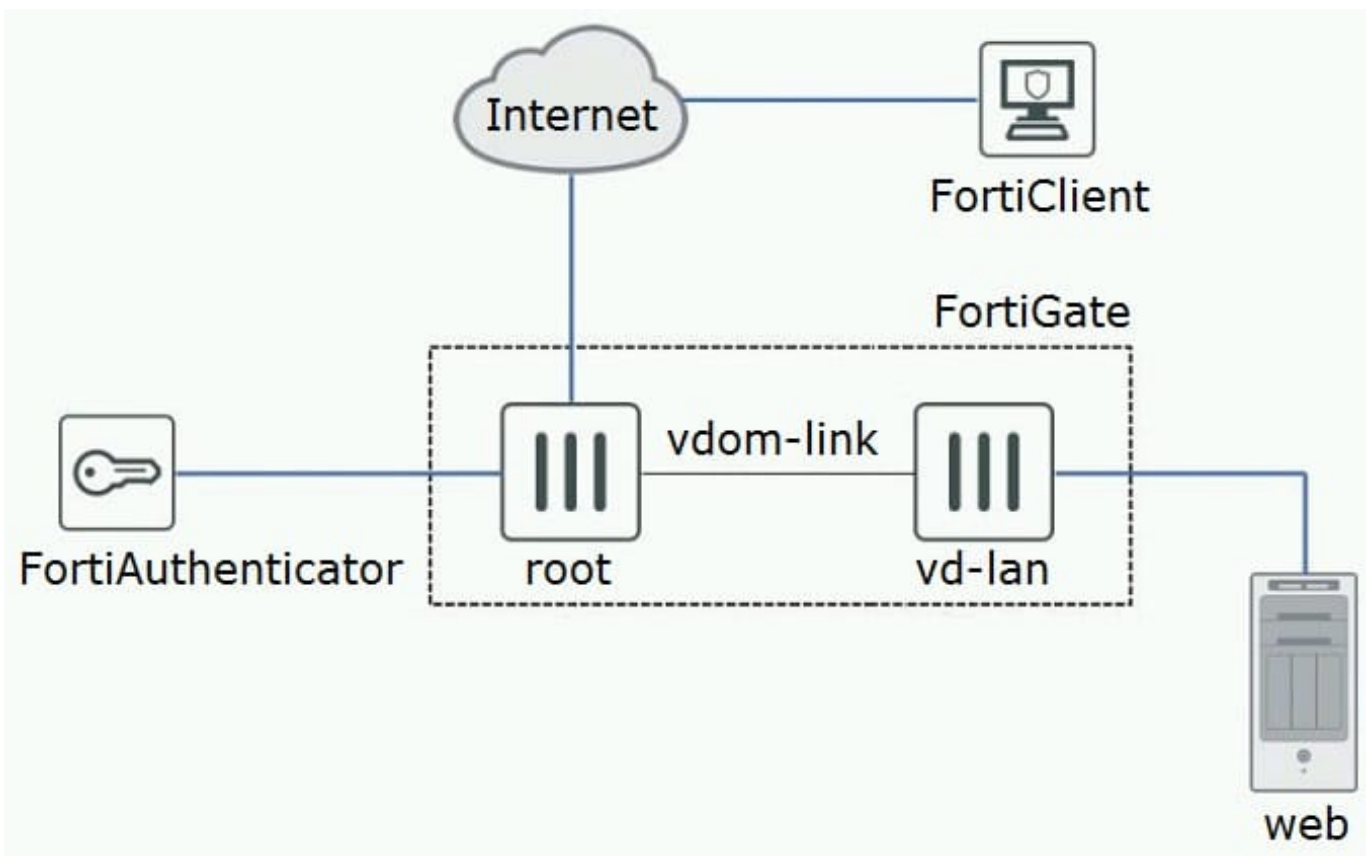 Internet
FortiClient
FortiGate
vdom-link
FortiAuthenticator
root
vd-lan
web